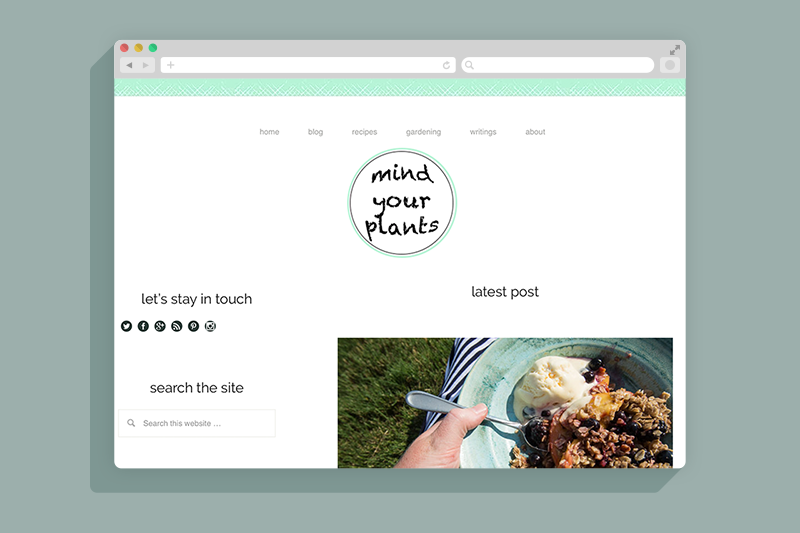 home blog recipes gardening writings about
mind
your
plants
let's stay in touch
latest post
search the site
Search this website ...